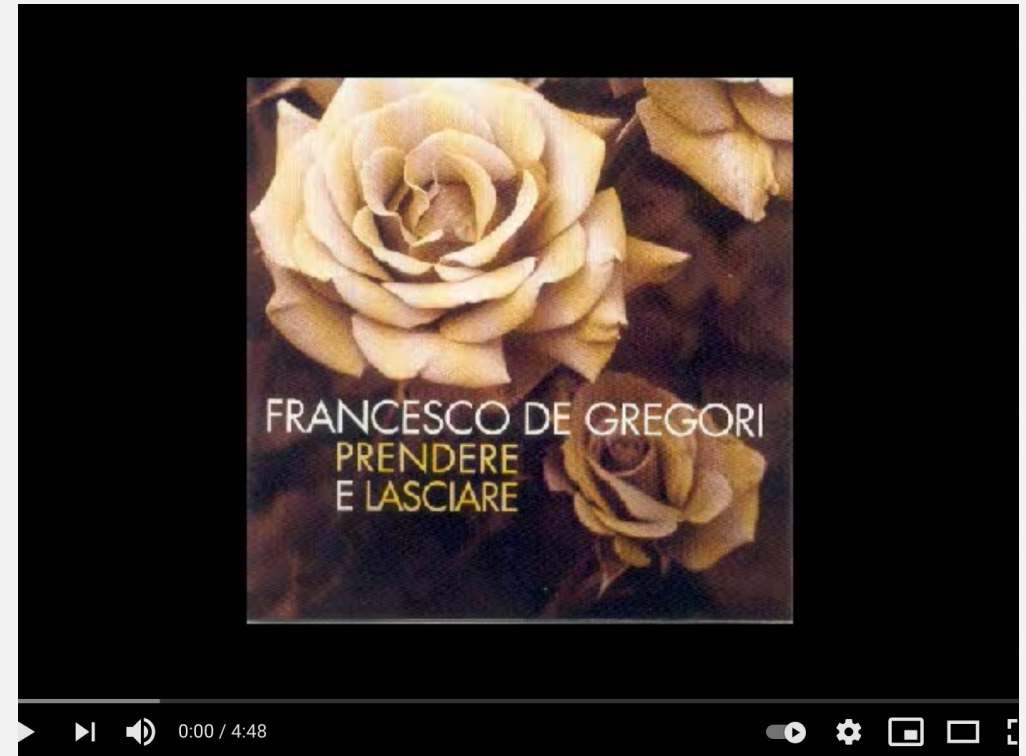 FRANCESCO DE GREGORI
PRENDERE
E LASCIARE
0:00 / 4:48